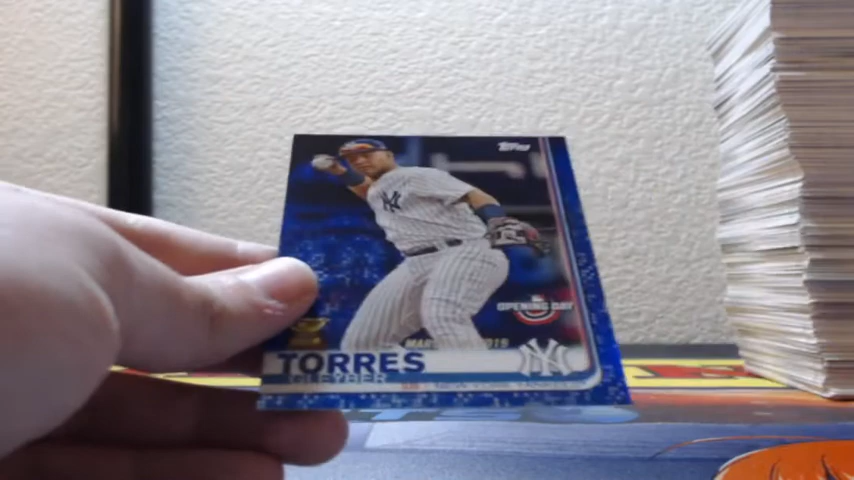 Topps
OPENING DAY
TORRES
GLEYBER
NEW YORK YANKEES